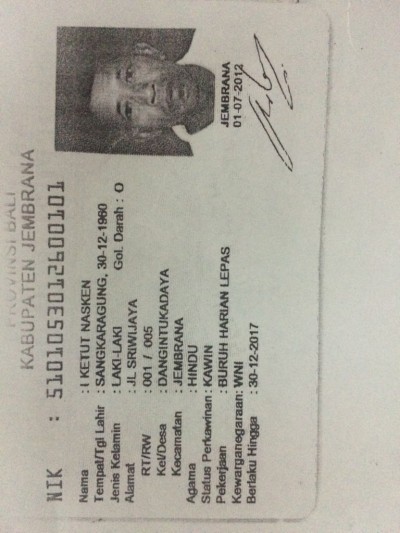 PROVINSI BALI
KABUPATEN JEMBRANA
NIK : 5101053012600101
Nama : I KETUT NASKEN
Tempat/Tgl Lahir : SANGKARAGUNG, 30-12-1960
Jenis Kelamin : LAKI-LAKI Gol. Darah : O
Alamat : JL SRIWIJAYA
RT/RW : 001 / 005
Kel/Desa : DANGINTUKADAYA
Kecamatan : JEMBRANA
Agama : HINDU
Status Perkawinan : KAWIN
Pekerjaan : BURUH HARIAN LEPAS
Kewarganegaraan: WNI
Berlaku Hingga : 30-12-2017
JEMBRANA
01-07-2012